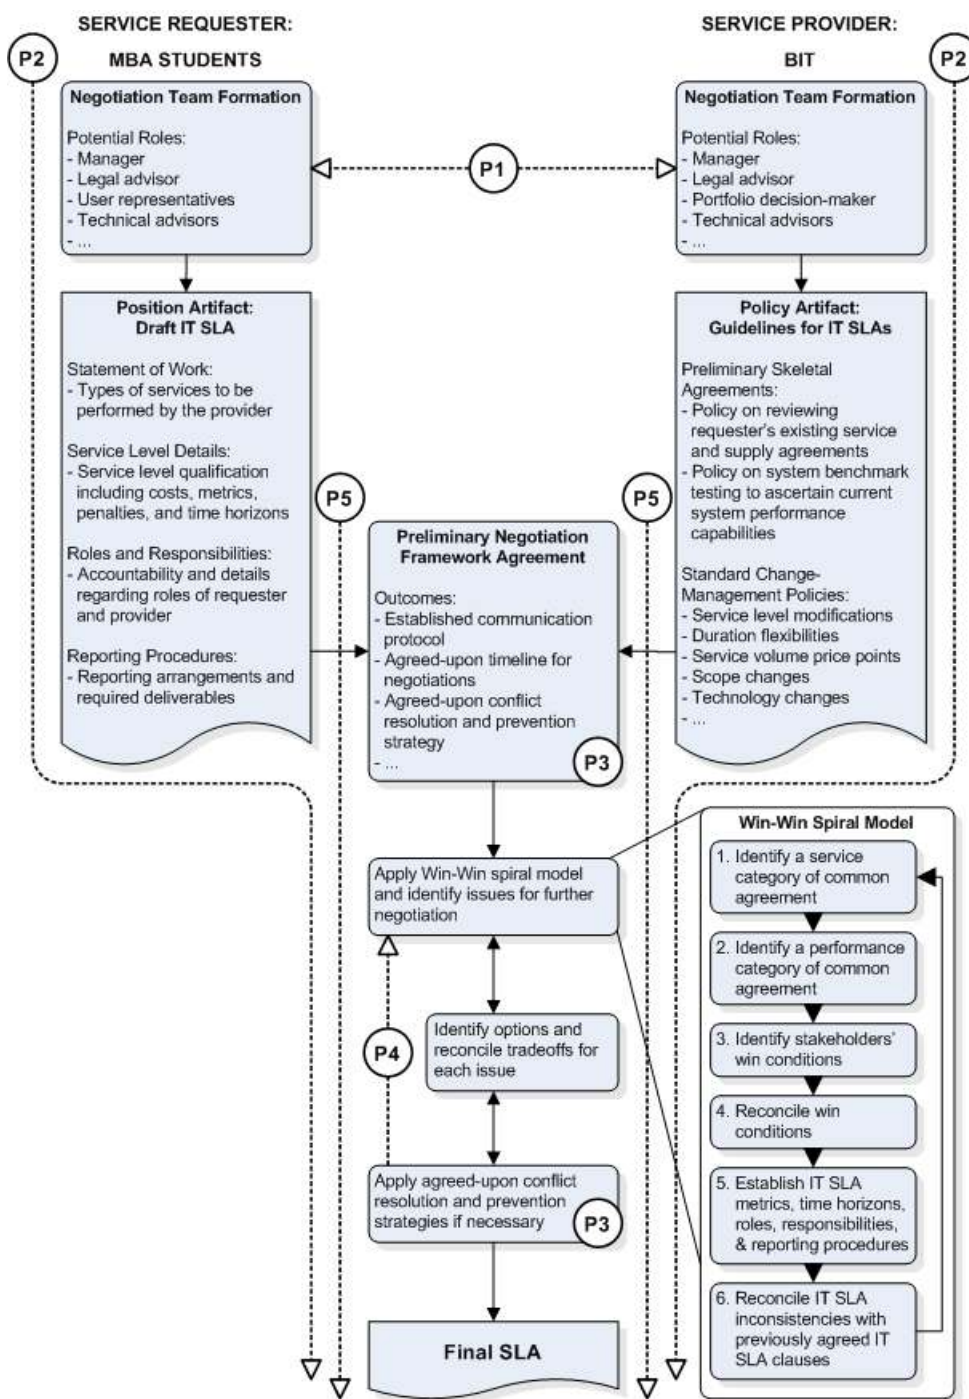 SERVICE REQUESTER:
MBA STUDENTS
SERVICE PROVIDER:
BIT
P2
P2
Negotiation Team Formation
Potential Roles:
- Manager
- Legal advisor
- User representatives
- Technical advisors
- ...
P1
Negotiation Team Formation
Potential Roles:
- Manager
- Legal advisor
- Portfolio decision-maker
- Technical advisors
- ...
Position Artifact:
Draft IT SLA
Statement of Work:
- Types of services to be
performed by the provider
Service Level Details:
- Service level qualification
including costs, metrics,
penalties, and time horizons
Roles and Responsibilities:
- Accountability and details
regarding roles of requester
and provider
Reporting Procedures:
- Reporting arrangements and
required deliverables
Policy Artifact:
Guidelines for IT SLAs
Preliminary Skeletal
Agreements:
- Policy on reviewing
requester's existing service
and supply agreements
- Policy on system benchmark
testing to ascertain current
system performance
capabilities
Standard Change-
Management Policies:
- Service level modifications
- Duration flexibilities
- Service volume price points
- Scope changes
- Technology changes
- ...
P5
P5
Preliminary Negotiation
Framework Agreement
Outcomes:
- Established communication
protocol
- Agreed-upon timeline for
negotiations
- Agreed-upon conflict
resolution and prevention
strategy
- ...
P3
Apply Win-Win spiral model
and identify issues for further
negotiation
P4
Identify options and
reconcile tradeoffs for
each issue
Apply agreed-upon conflict
resolution and prevention
strategies if necessary
P3
Final SLA
Win-Win Spiral Model
1. Identify a service
category of common
agreement
2. Identify a performance
category of common
agreement
3. Identify stakeholders'
win conditions
4. Reconcile win
conditions
5. Establish IT SLA
metrics, time horizons,
roles, responsibilities,
& reporting procedures
6. Reconcile IT SLA
inconsistencies with
previously agreed IT
SLA clauses